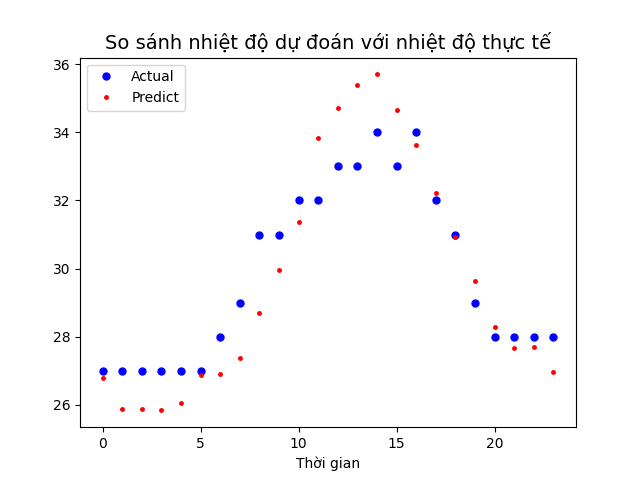 So sánh nhiệt độ dự đoán với nhiệt độ thực tế
36
34
32
30
28
26
Actual
Predict
0
5
10
15
20
Thời gian